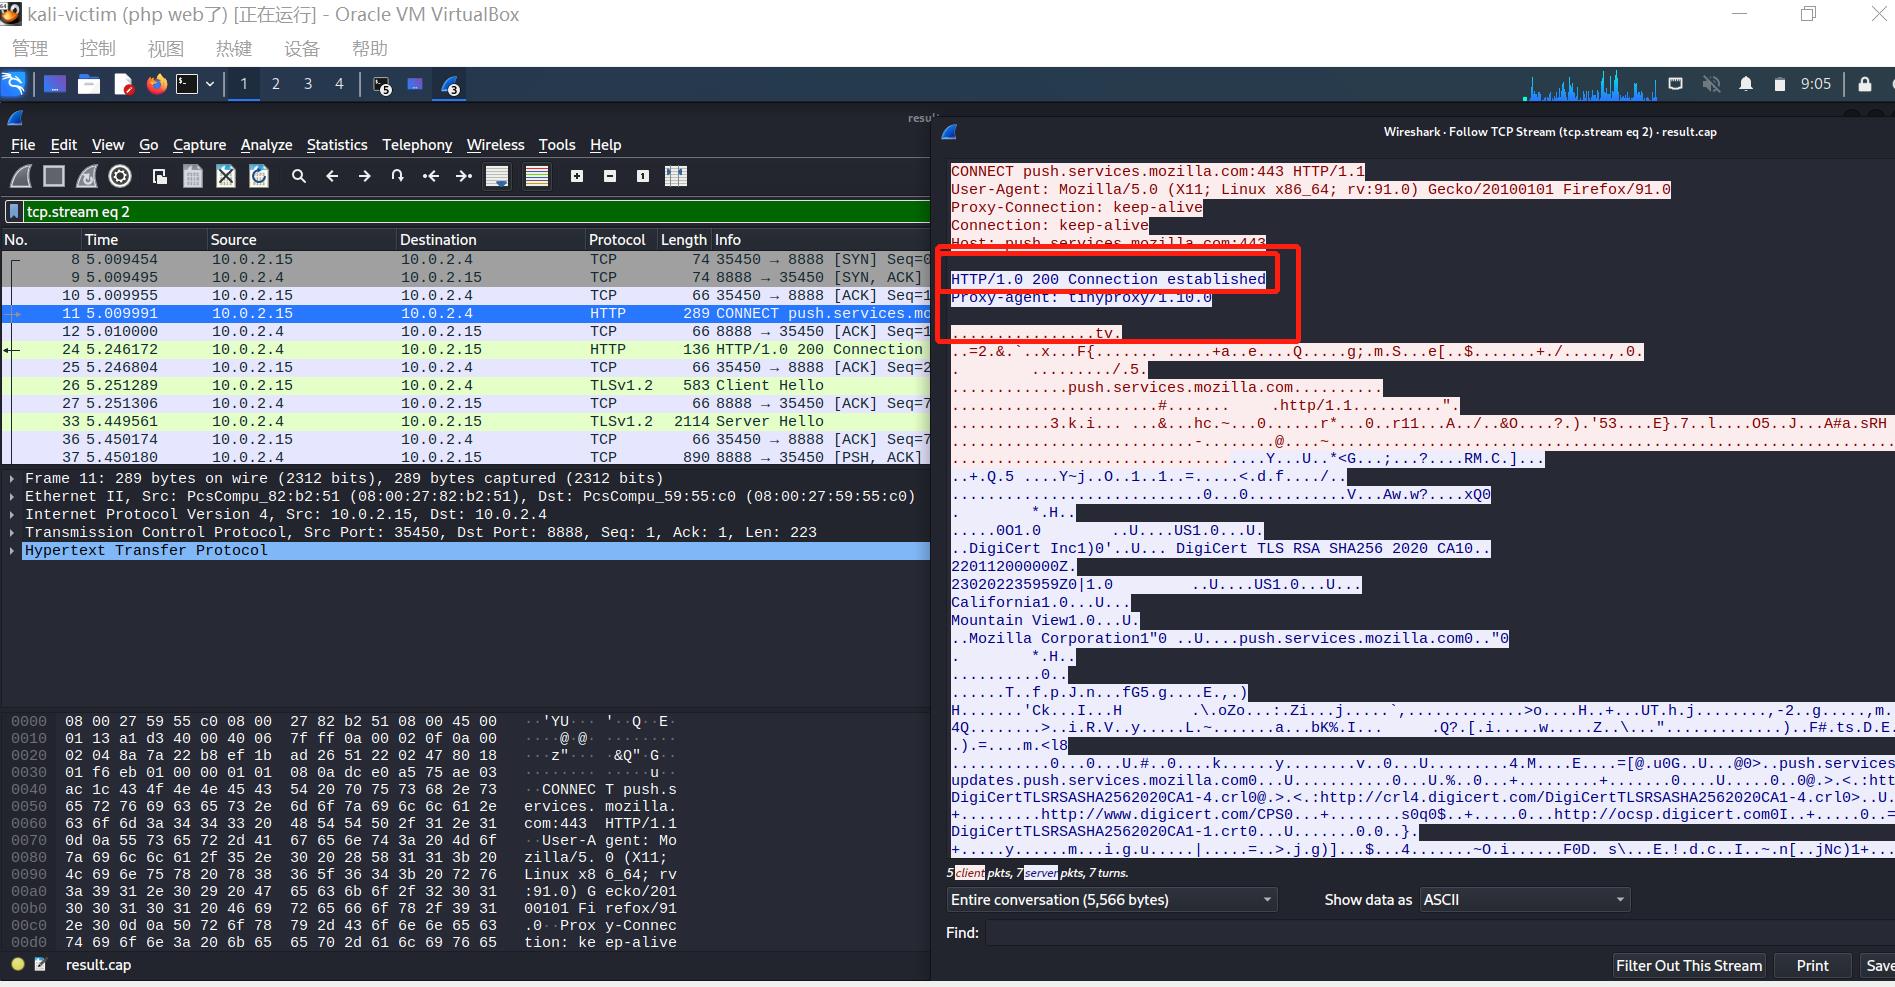 kali-victim (php web了) [正在运行] - Oracle VM VirtualBox
管理 控制 视图 热键 设备 帮助
1 2 3 4 5 3 9:05
resu
Wireshark · Follow TCP Stream (tcp.stream eq 2) · result.cap
File Edit View Go Capture Analyze Statistics Telephony Wireless Tools Help
tcp.stream eq 2
No. Time Source Destination Protocol Length Info
8 5.009454 10.0.2.15 10.0.2.4 TCP 74 35450 → 8888 [SYN] Seq=0
9 5.009495 10.0.2.4 10.0.2.15 TCP 74 8888 → 35450 [SYN, ACK]
10 5.009955 10.0.2.15 10.0.2.4 TCP 66 35450 → 8888 [ACK] Seq=1
11 5.009991 10.0.2.15 10.0.2.4 HTTP 289 CONNECT push.services.mo
12 5.010000 10.0.2.4 10.0.2.15 TCP 66 8888 → 35450 [ACK] Seq=1
24 5.246172 10.0.2.4 10.0.2.15 HTTP 136 HTTP/1.0 200 Connection
25 5.246804 10.0.2.15 10.0.2.4 TCP 66 35450 → 8888 [ACK] Seq=2
26 5.251289 10.0.2.15 10.0.2.4 TLSv1.2 583 Client Hello
27 5.251306 10.0.2.4 10.0.2.15 TCP 66 8888 → 35450 [ACK] Seq=7
33 5.449561 10.0.2.4 10.0.2.15 TLSv1.2 2114 Server Hello
36 5.450174 10.0.2.15 10.0.2.4 TCP 66 35450 → 8888 [ACK] Seq=7
37 5.450180 10.0.2.4 10.0.2.15 TCP 890 8888 → 35450 [PSH, ACK]
Frame 11: 289 bytes on wire (2312 bits), 289 bytes captured (2312 bits)
Ethernet II, Src: PcsCompu_82:b2:51 (08:00:27:82:b2:51), Dst: PcsCompu_59:55:c0 (08:00:27:59:55:c0)
Internet Protocol Version 4, Src: 10.0.2.15, Dst: 10.0.2.4
Transmission Control Protocol, Src Port: 35450, Dst Port: 8888, Seq: 1, Ack: 1, Len: 223
Hypertext Transfer Protocol
0000 08 00 27 59 55 c0 08 00 27 82 b2 51 08 00 45 00 ··'YU··· '··Q··E·
0010 01 13 a1 d3 40 00 40 06 7f ff 0a 00 02 0f 0a 00 ····@·@· ········
0020 02 04 8a 7a 22 b8 ef 1b ad 26 51 22 02 47 80 18 ···z"··· ·&Q"·G··
0030 01 f6 eb 01 00 00 01 01 08 0a dc e0 a5 75 ae 03 ········ ·····u··
0040 ac 1c 43 4f 4e 4e 45 43 54 20 70 75 73 68 2e 73 ··CONNEC T push.s
0050 65 72 76 69 63 65 73 2e 6d 6f 7a 69 6c 6c 61 2e ervices. mozilla.
0060 63 6f 6d 3a 34 34 33 20 48 54 54 50 2f 31 2e 31 com:443  HTTP/1.1
0070 0d 0a 55 73 65 72 2d 41 67 65 6e 74 3a 20 4d 6f ··User-A gent: Mo
0080 7a 69 6c 6c 61 2f 35 2e 30 20 28 58 31 31 3b 20 zilla/5. 0 (X11;
0090 4c 69 6e 75 78 20 78 38 36 5f 36 34 3b 20 72 76 Linux x8 6_64; rv
00a0 3a 39 31 2e 30 29 20 47 65 63 6b 6f 2f 32 30 31 :91.0) G ecko/201
00b0 30 30 31 30 31 20 46 69 72 65 66 6f 78 2f 39 31 00101 Fi refox/91
00c0 2e 30 0d 0a 50 72 6f 78 79 2d 43 6f 6e 6e 65 63 .0··Prox y-Connec
00d0 74 69 6f 6e 3a 20 6b 65 65 70 2d 61 6c 69 76 65 tion: ke ep-alive
result.cap
CONNECT push.services.mozilla.com:443 HTTP/1.1
User-Agent: Mozilla/5.0 (X11; Linux x86_64; rv:91.0) Gecko/20100101 Firefox/91.0
Proxy-Connection: keep-alive
Connection: keep-alive
Host: push.services.mozilla.com:443
HTTP/1.0 200 Connection established
Proxy-agent: tinyproxy/1.10.0
................tv.
..=2.&.`..x...F{....... .....+a..e....Q.....g;.m.S...e[..$.......+./.....,.0.
. ........./.5.
.............push.services.mozilla.com..........
.......................#....... .http/1.1..........".
...........3.k.i... ...&...hc.~...0......r*...0..r11...A../..&O....?.).'53....E}.7..l....O5..J...A#a.sRH
...........................-........@....~
...................................Y...U..*<G...;...?....RM.C.]...
..+.Q.5 ....Y~j..O..1..1..=.....<.d.f..../..
............................0...0...........V...Aw.w?....xQ0
. *.H..
.....0O1.0 ..U....US1.0...U.
..DigiCert Inc1)0'..U... DigiCert TLS RSA SHA256 2020 CA10..
220112000000Z.
230202235959Z0|1.0 ..U....US1.0...U...
California1.0...U...
Mountain View1.0...U.
..Mozilla Corporation1"0 ..U....push.services.mozilla.com0.."0
. *.H..
..........0..
......T..f.p.J.n...fG5.g....E.,.)
H.......'Ck...I...H .\.oZo...:.Zi...j.....`,.............>o....H..+...UT.h.j........,-2..g.....,m.
4Q........>..i.R.V..y.....L.~.......a...bK%.I... .Q?.[.i.....w.....Z..\...".............)..F#.ts.D.E.
.).=....m.<l8
...........0...0...U.#..0....k......y........v..0...U.........4.M....E....=[@.u0G..U...@0>..push.services
updates.push.services.mozilla.com0...U...........0...U.%..0...+.........+.......0....U.....0..0@.>.<.:htt
DigiCertTLSRSASHA2562020CA1-4.crl0@.>.<.:http://crl4.digicert.com/DigiCertTLSRSASHA2562020CA1-4.crl0>..U.
+.........http://www.digicert.com/CPS0...+........s0q0$..+.....0...http://ocsp.digicert.com0I..+.....0..=
DigiCertTLSRSASHA2562020CA1-1.crt0...U.......0.0..}.
+.....y......m...i.g.u.....|.....=..>.j.g)]...$...4.......~O.i......F0D. s\...E.!.d.c..I..~.n[..jNc)1+...
5 client pkts, 7 server pkts, 7 turns.
Entire conversation (5,566 bytes) Show data as ASCII
Find:
Filter Out This Stream Print Save